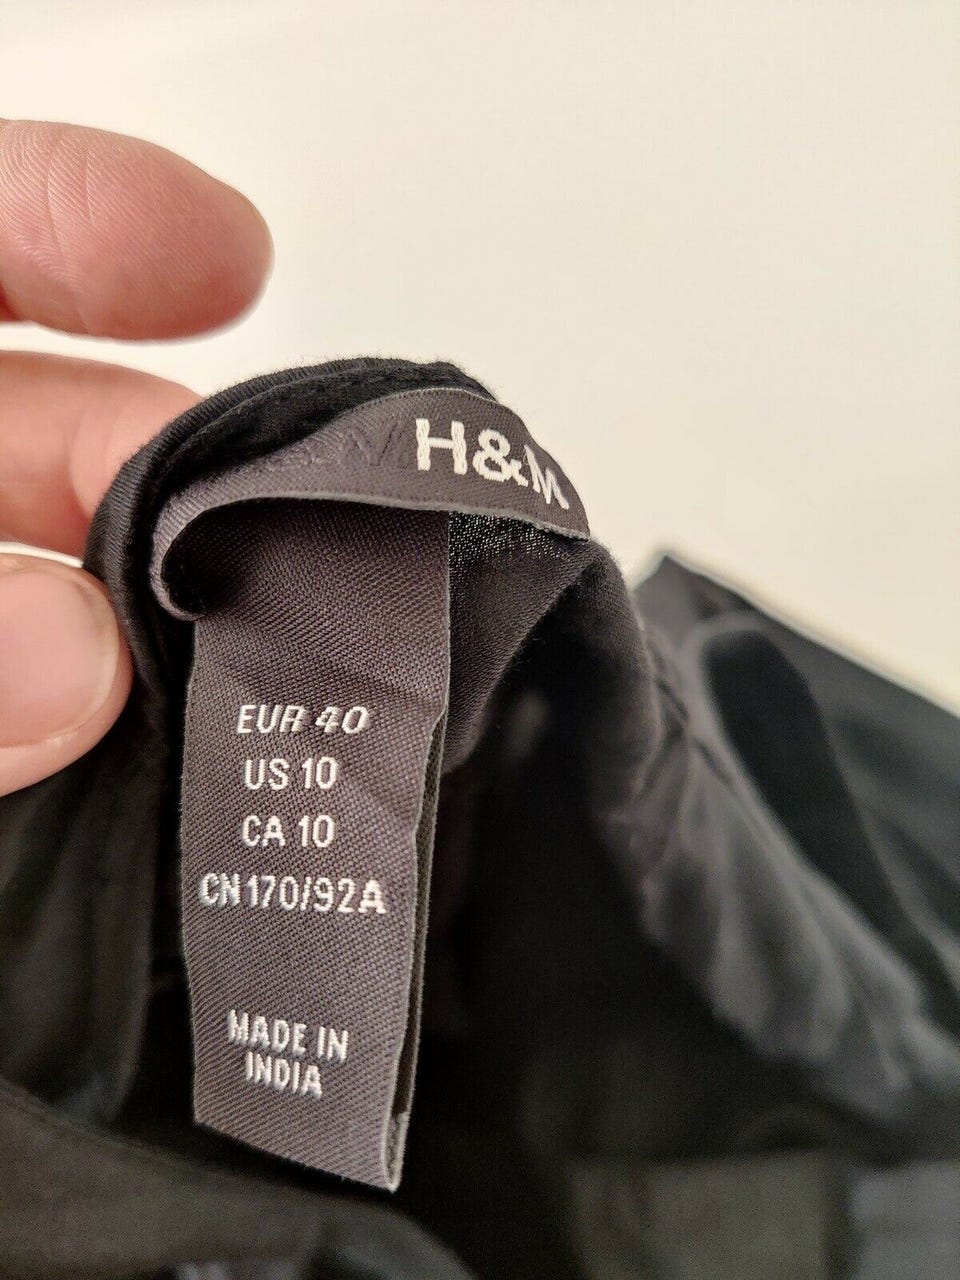 H&M
EUR 40
US 10
CA 10
CN 170/92A
MADE IN
INDIA